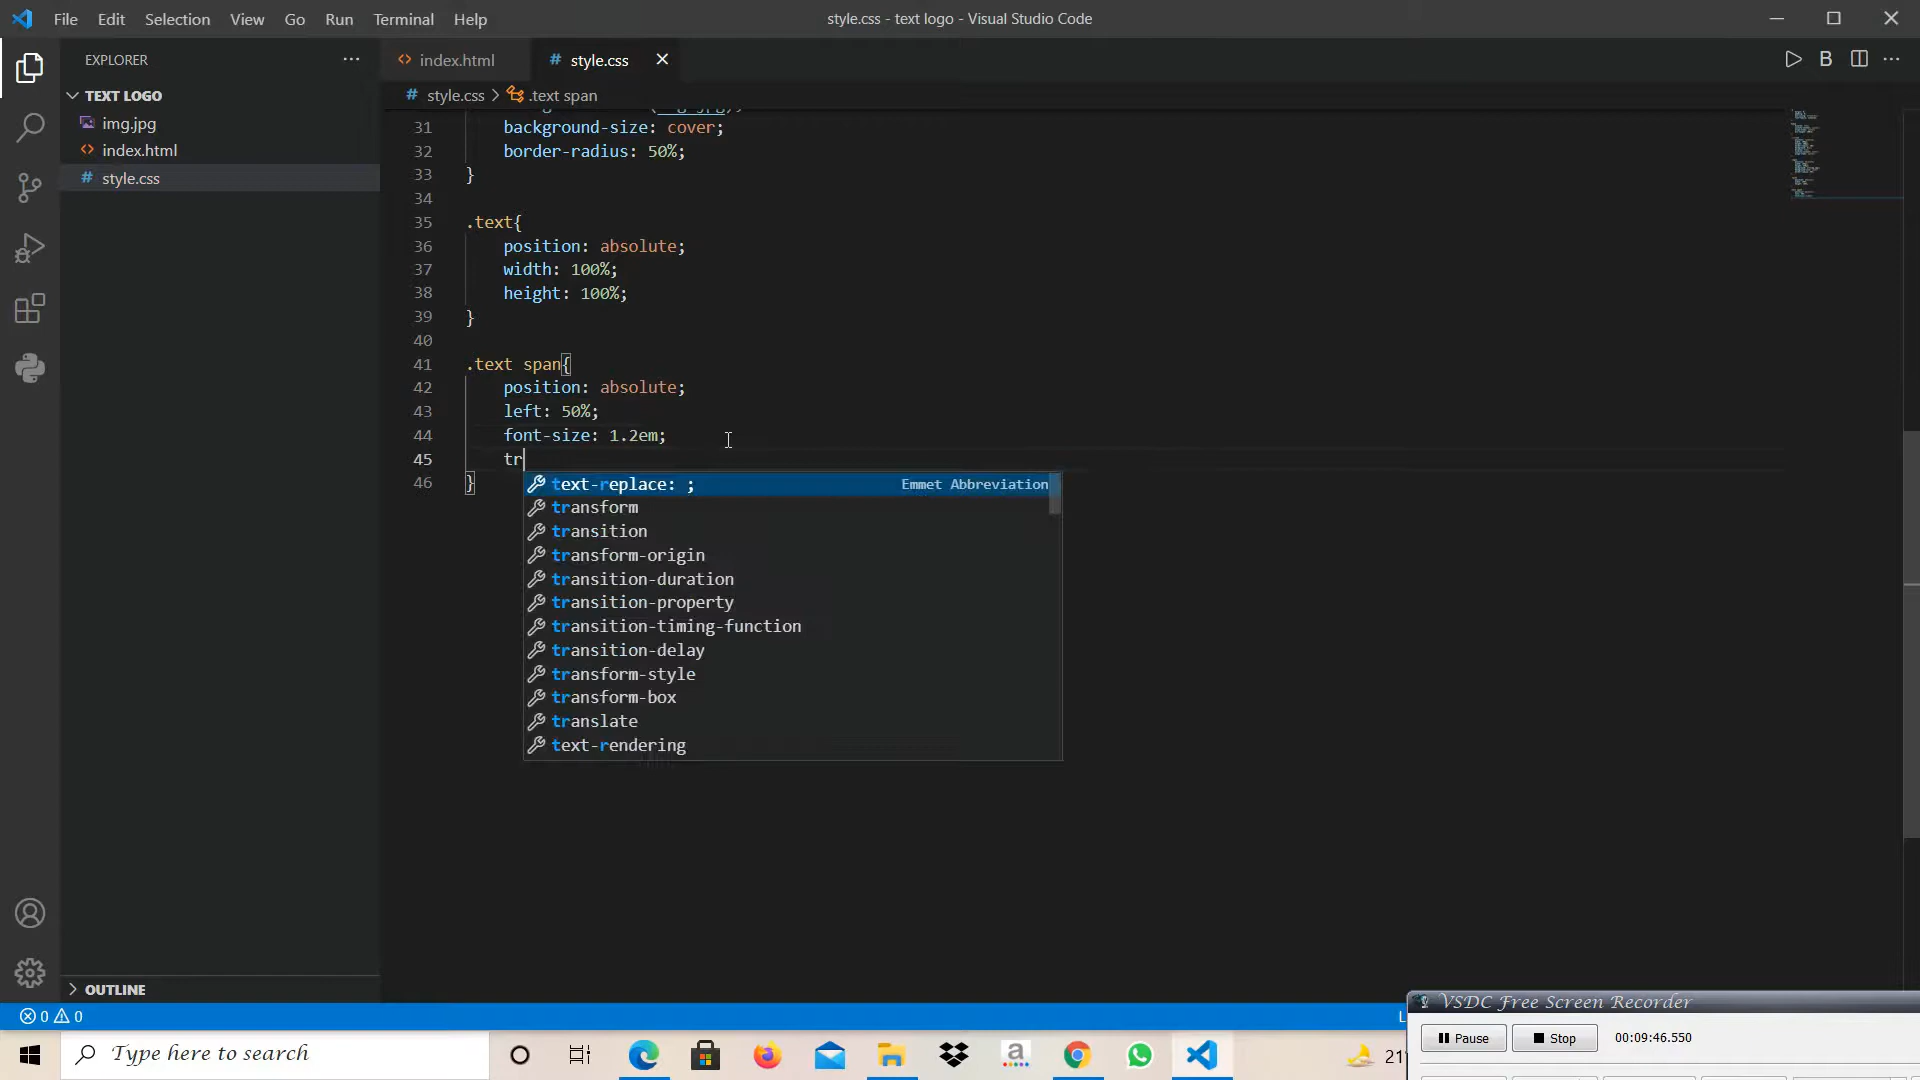 File Edit Selection View Go Run Terminal Help
style.css - text logo - Visual Studio Code
EXPLORER
index.html
# style.css
TEXT LOGO
# style.css > .text span
img.jpg
index.html
# style.css
31 background-size: cover;
32 border-radius: 50%;
33 }
34
35 .text{
36 position: absolute;
37 width: 100%;
38 height: 100%;
39 }
40
41 .text span{
42 position: absolute;
43 left: 50%;
44 font-size: 1.2em;
45 tr
46 }
text-replace: ; Emmet Abbreviation
transform
transition
transform-origin
transition-duration
transition-property
transition-timing-function
transition-delay
transform-style
transform-box
translate
text-rendering
OUTLINE
0 0
VSDC Free Screen Recorder
Pause Stop 00:09:46.550
Type here to search